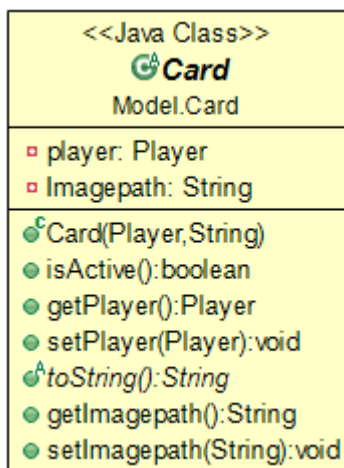 <<Java Class>>
Card
Model.Card
player: Player
Imagepath: String
Card(Player,String)
isActive():boolean
getPlayer():Player
setPlayer(Player):void
toString():String
getImagepath():String
setImagepath(String):void